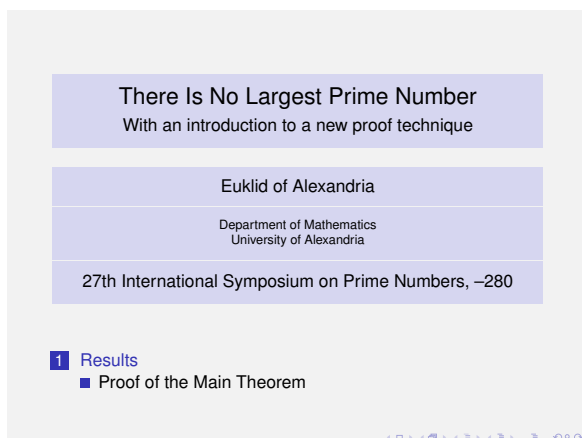 There Is No Largest Prime Number
With an introduction to a new proof technique
Euklid of Alexandria
Department of Mathematics
University of Alexandria
27th International Symposium on Prime Numbers, –280
1 Results
Proof of the Main Theorem